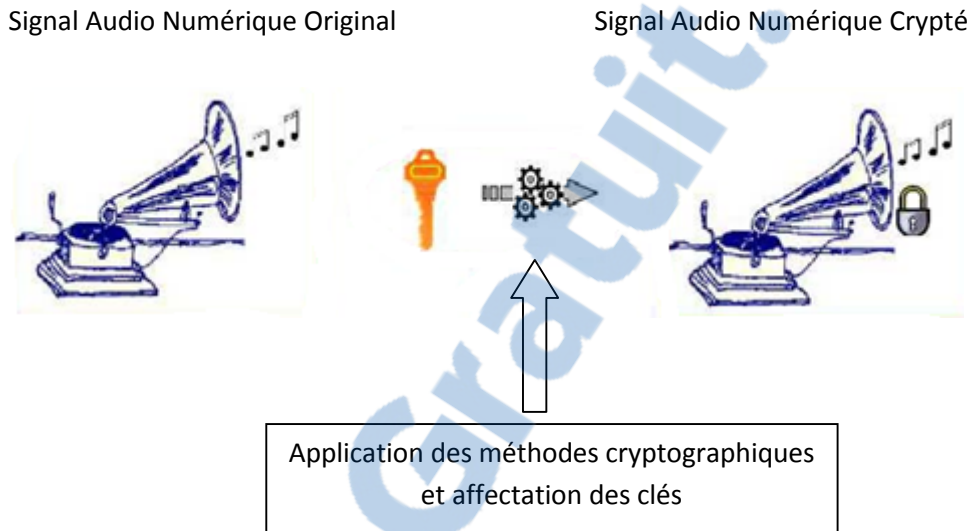 Signal Audio Numérique Original
Signal Audio Numérique Crypté
Gratuit.
Application des méthodes cryptographiques
et affectation des clés